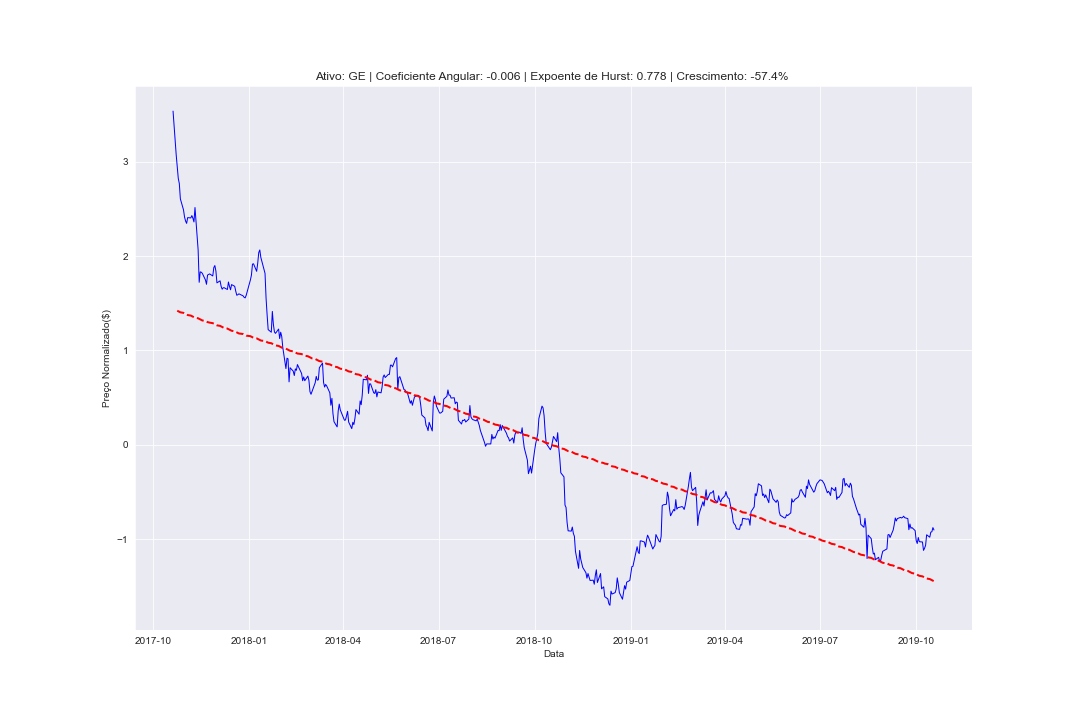 Ativo: GE | Coeficiente Angular: -0.006 | Expoente de Hurst: 0.778 | Crescimento: -57.4%
Preço Normalizado($)
3
2
1
0
−1
2017-10 2018-01 2018-04 2018-07 2018-10 2019-01 2019-04 2019-07 2019-10
Data